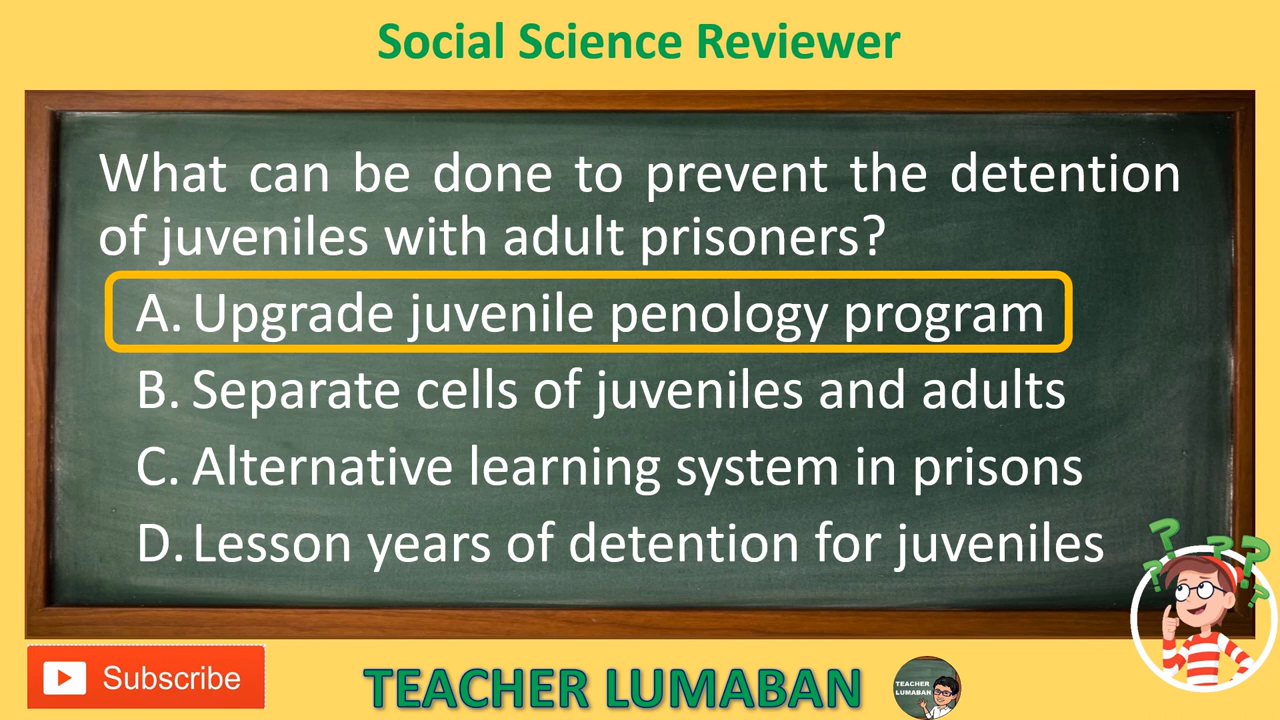 Social Science Reviewer
What can be done to prevent the detention
of juveniles with adult prisoners?
A. Upgrade juvenile penology program
B. Separate cells of juveniles and adults
C. Alternative learning system in prisons
D. Lesson years of detention for juveniles
Subscribe
TEACHER LUMABAN
TEACHER
LUMABAN